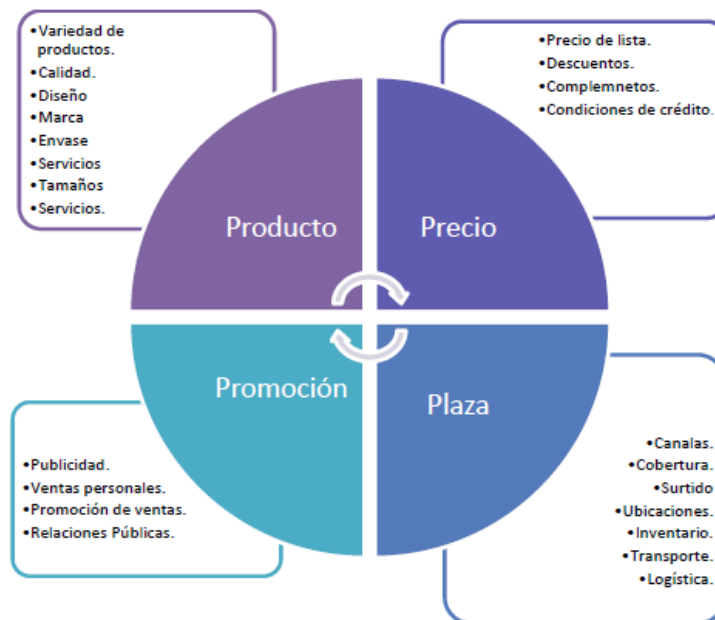 •Variedad de
productos.
•Calidad.
•Diseño
•Marca
•Envase
•Servicios
•Tamaños
•Servicios.
•Precio de lista.
•Descuentos.
•Complemnetos.
•Condiciones de crédito.
Producto
Precio
Promoción
Plaza
•Publicidad.
•Ventas personales.
•Promoción de ventas.
•Relaciones Públicas.
•Canalas.
•Cobertura.
•Surtido
•Ubicaciones.
•Inventario.
•Transporte.
•Logística.